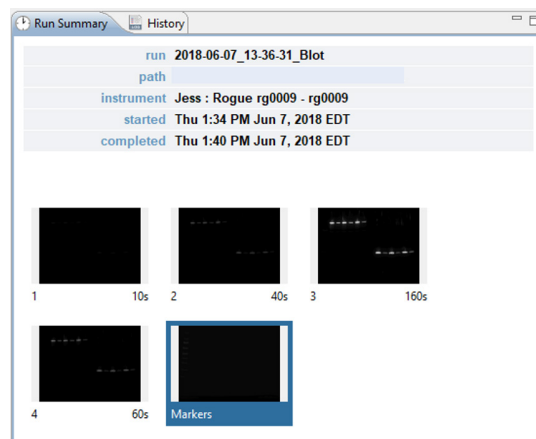 Run Summary History
run 2018-06-07_13-36-31_Blot
path
instrument Jess : Rogue rg0009 - rg0009
started Thu 1:34 PM Jun 7, 2018 EDT
completed Thu 1:40 PM Jun 7, 2018 EDT
1 10s 2 40s 3 160s
4 60s Markers